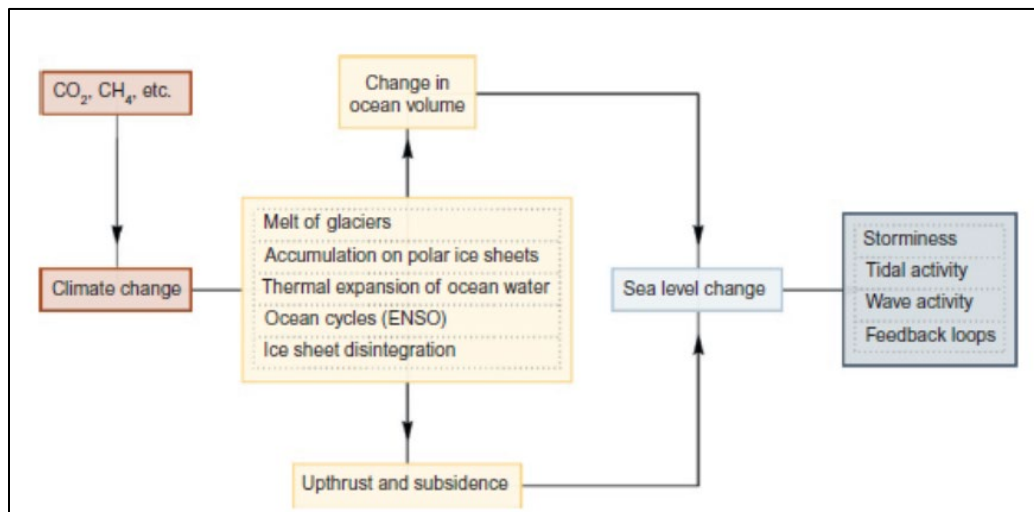 CO₂, CH₄, etc.
Change in
ocean volume
Melt of glaciers
Accumulation on polar ice sheets
Thermal expansion of ocean water
Ocean cycles (ENSO)
Ice sheet disintegration
Climate change
Sea level change
Storminess
Tidal activity
Wave activity
Feedback loops
Upthrust and subsidence